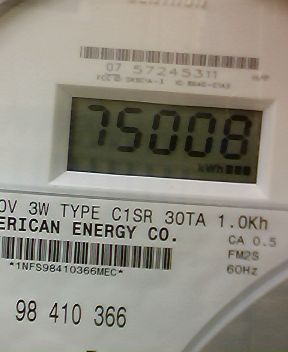 07 57245311
75008
kWh
0V 3W TYPE C1SR 30TA 1.0Kh
ERICAN ENERGY CO.
CA 0.5
*1NFS98410366MEC*
FM2S
60Hz
98 410 366